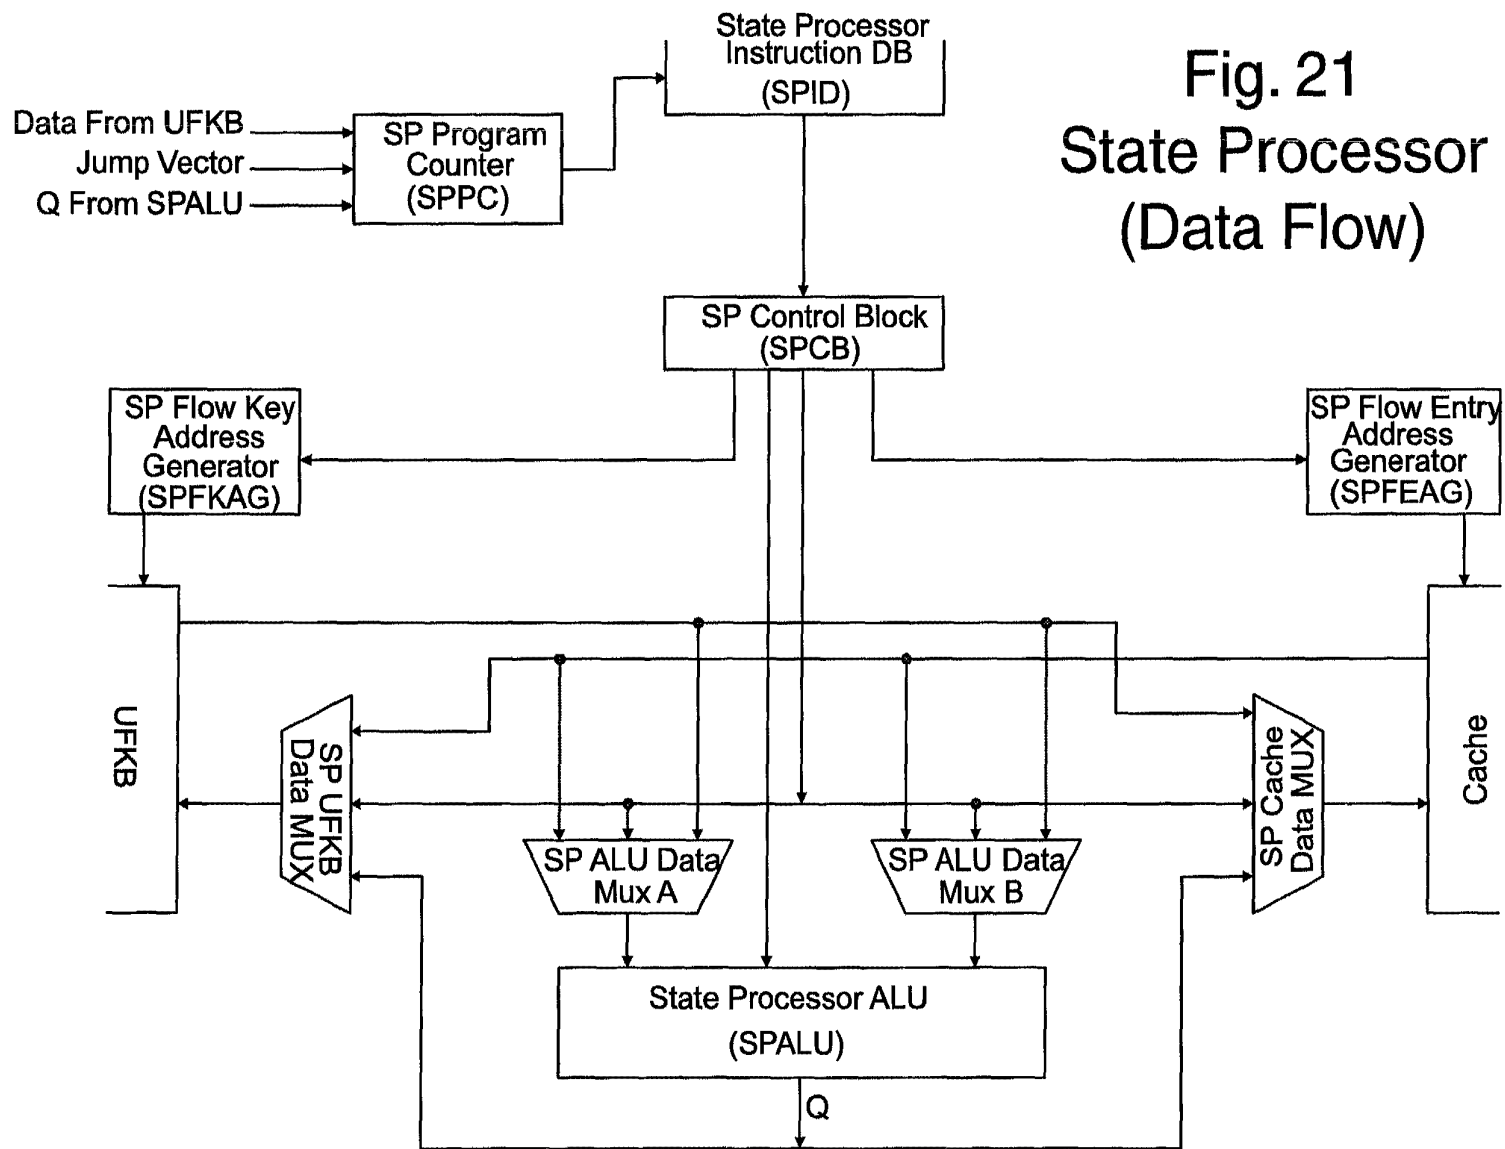 State Processor
Instruction DB
(SPID)
Fig. 21
State Processor
(Data Flow)
Data From UFKB
Jump Vector
Q From SPALU
SP Program
Counter
(SPPC)
SP Control Block
(SPCB)
SP Flow Key
Address
Generator
(SPFKAG)
SP Flow Entry
Address
Generator
(SPFEAG)
UFKB
SP UFKB
Data MUX
SP ALU Data
Mux A
SP ALU Data
Mux B
SP Cache
Data MUX
Cache
State Processor ALU
(SPALU)
Q